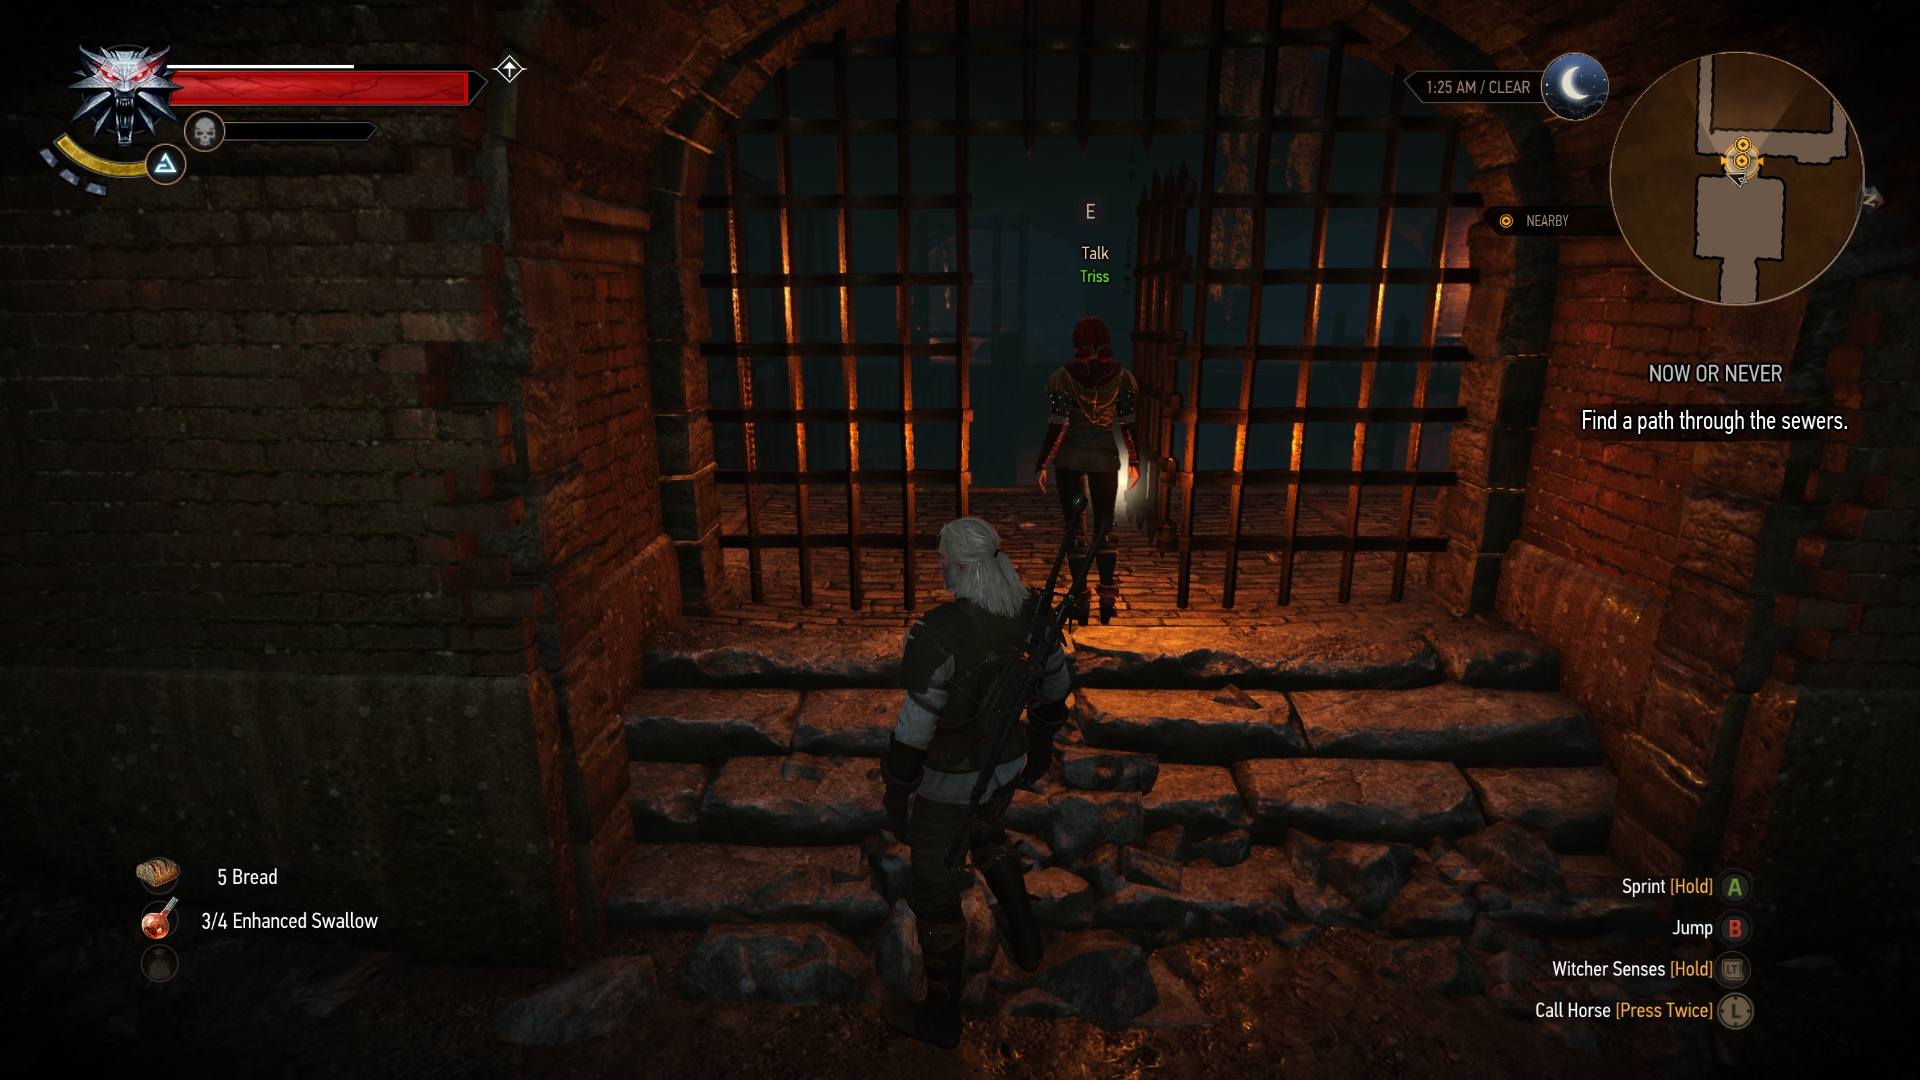 1:25 AM / CLEAR
E
Talk
Triss
NEARBY
N
NOW OR NEVER
Find a path through the sewers.
5 Bread
3/4 Enhanced Swallow
Sprint [Hold] A
Jump B
Witcher Senses [Hold] LT
Call Horse [Press Twice] L